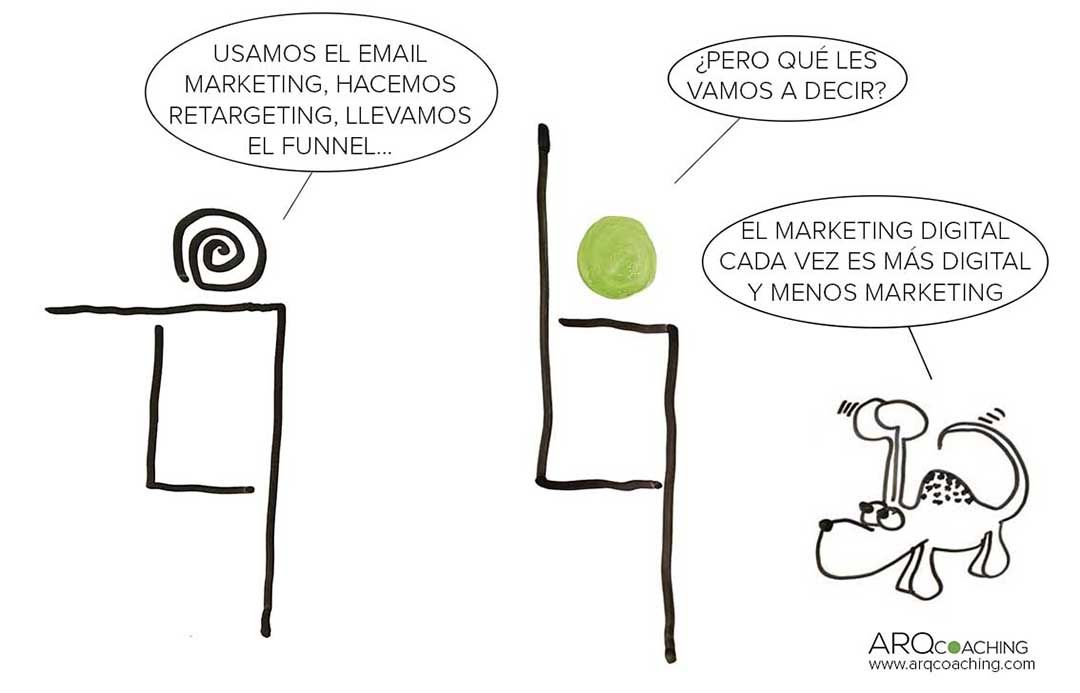 USAMOS EL EMAIL
MARKETING, HACEMOS
RETARGETING, LLEVAMOS
EL FUNNEL...
¿PERO QUÉ LES
VAMOS A DECIR?
EL MARKETING DIGITAL
CADA VEZ ES MÁS DIGITAL
Y MENOS MARKETING
ARQCOACHING
www.arqcoaching.com